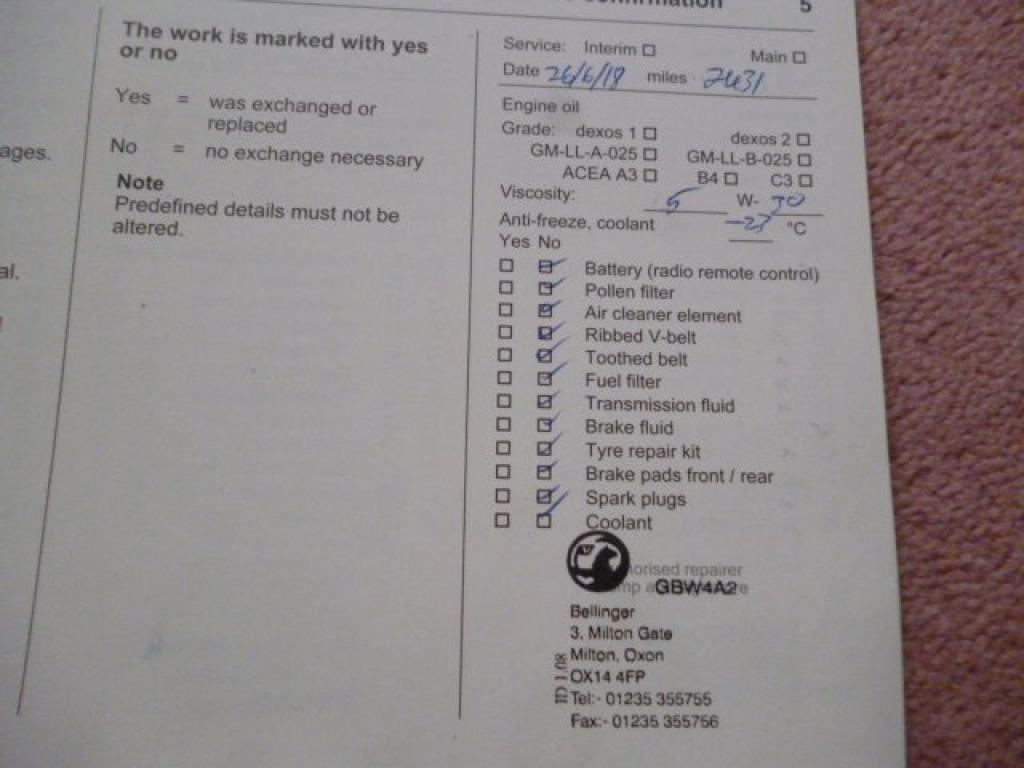 5
ages.
al.
The work is marked with yes
or no
Yes = was exchanged or
replaced
No = no exchange necessary
Note
Predefined details must not be
altered.
Service: Interim ☐ Main ☐
Date 26/6/19 miles 2431
Engine oil
Grade: dexos 1 ☐ dexos 2 ☐
GM-LL-A-025 ☐ GM-LL-B-025 ☐
ACEA A3 ☐ B4 ☐ C3 ☐
Viscosity: 5 W- 30
Anti-freeze, coolant -23 °C
Yes No
Battery (radio remote control)
Pollen filter
Air cleaner element
Ribbed V-belt
Toothed belt
Fuel filter
Transmission fluid
Brake fluid
Tyre repair kit
Brake pads front / rear
Spark plugs
Coolant
orised repairer
GBW4A2
Bellinger
3. Milton Gate
Milton, Oxon
OX14 4FP
Tel:- 01235 355755
Fax:- 01235 355756